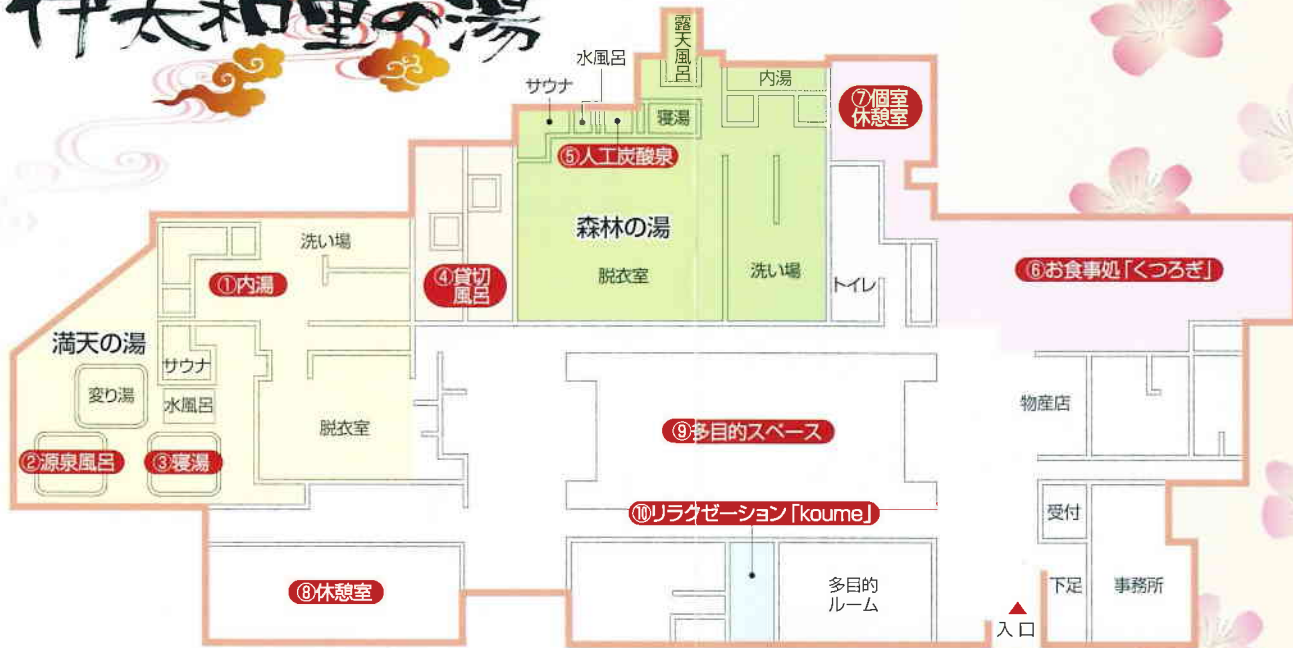 伊太和里の湯
露天風呂
水風呂
サウナ
内湯
寝湯
⑦個室
休憩室
⑤人工炭酸泉
森林の湯
脱衣室
洗い場
トイレ
④貸切
風呂
洗い場
①内湯
⑥お食事処「くつろぎ」
満天の湯
サウナ
変り湯
水風呂
脱衣室
②源泉風呂
③寝湯
物産店
⑨多目的スペース
⑩リラクゼーション「koume」
受付
⑧休憩室
多目的
ルーム
下足
事務所
入口